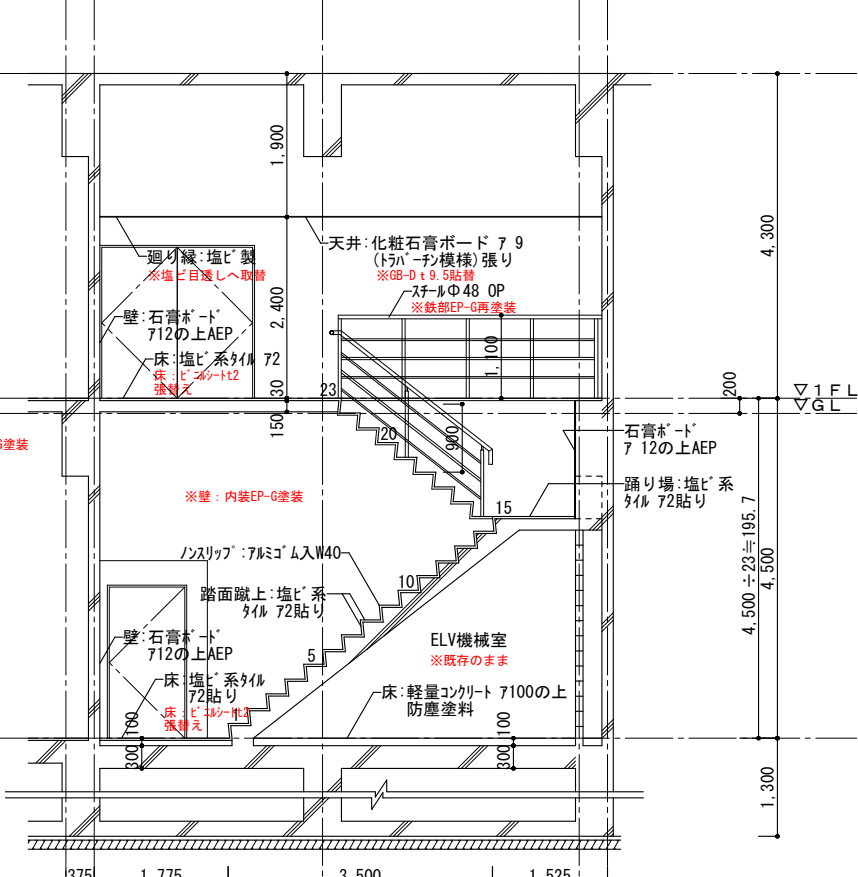 1,900
4,300
天井:化粧石膏ボード ｱ 9
(ﾄﾗﾊﾞｰﾁﾝ模様)張り
※GB-D t 9.5貼替
廻り縁:塩ビ製
※塩ビ目透しへ取替
ｽﾁｰﾙΦ48 OP
※鉄部EP-G再塗装
2,400
壁:石膏ﾎﾞｰﾄﾞ
ｱ12の上AEP
1,100
床:塩ビ系ﾀｲﾙ ｱ2
床：ﾋﾞﾆﾙｼｰﾄt2
張替え
30
23
200
▽１ＦＬ
▽ＧＬ
150
20
900
石膏ﾎﾞｰﾄﾞ
ｱ 12の上AEP
G塗装
踊り場:塩ビ系
ﾀｲﾙ ｱ2貼り
※壁：内装EP-G塗装
15
ﾉﾝｽﾘｯﾌﾟ:ｱﾙﾐｺﾞﾑ入W40
10
踏面蹴上:塩ビ系
ﾀｲﾙ ｱ2貼り
4,500÷23≒195.7
4,500
壁:石膏ﾎﾞｰﾄﾞ
ｱ12の上AEP
5
ELV機械室
※既存のまま
床:塩ビ系ﾀｲﾙ
ｱ2貼り
床：ﾋﾞﾆﾙｼｰﾄt2
張替え
1
床:軽量ｺﾝｸﾘｰﾄ ｱ100の上
防塵塗料
100
300
100
300
1,300
375
1,775
3,500
1,525